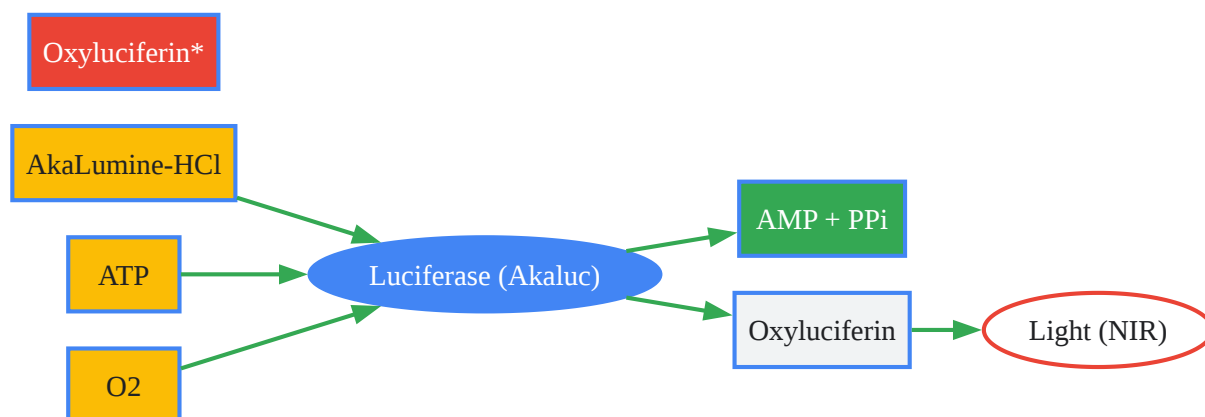 Oxyluciferin*
AkaLumine-HCl
ATP
O2
Luciferase (Akaluc)
AMP + PPi
Oxyluciferin
Light (NIR)